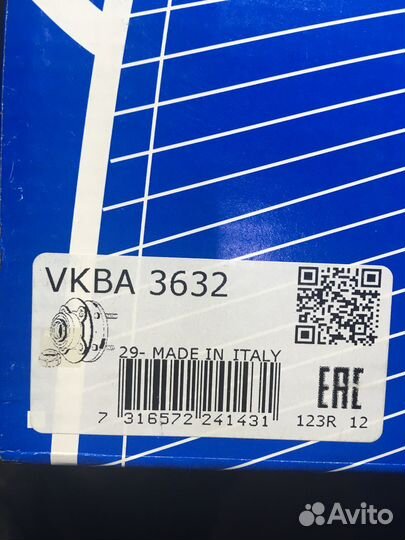 VKBA 3632
29- MADE IN ITALY
7 316572 241431
EAC
123R 12
Avito